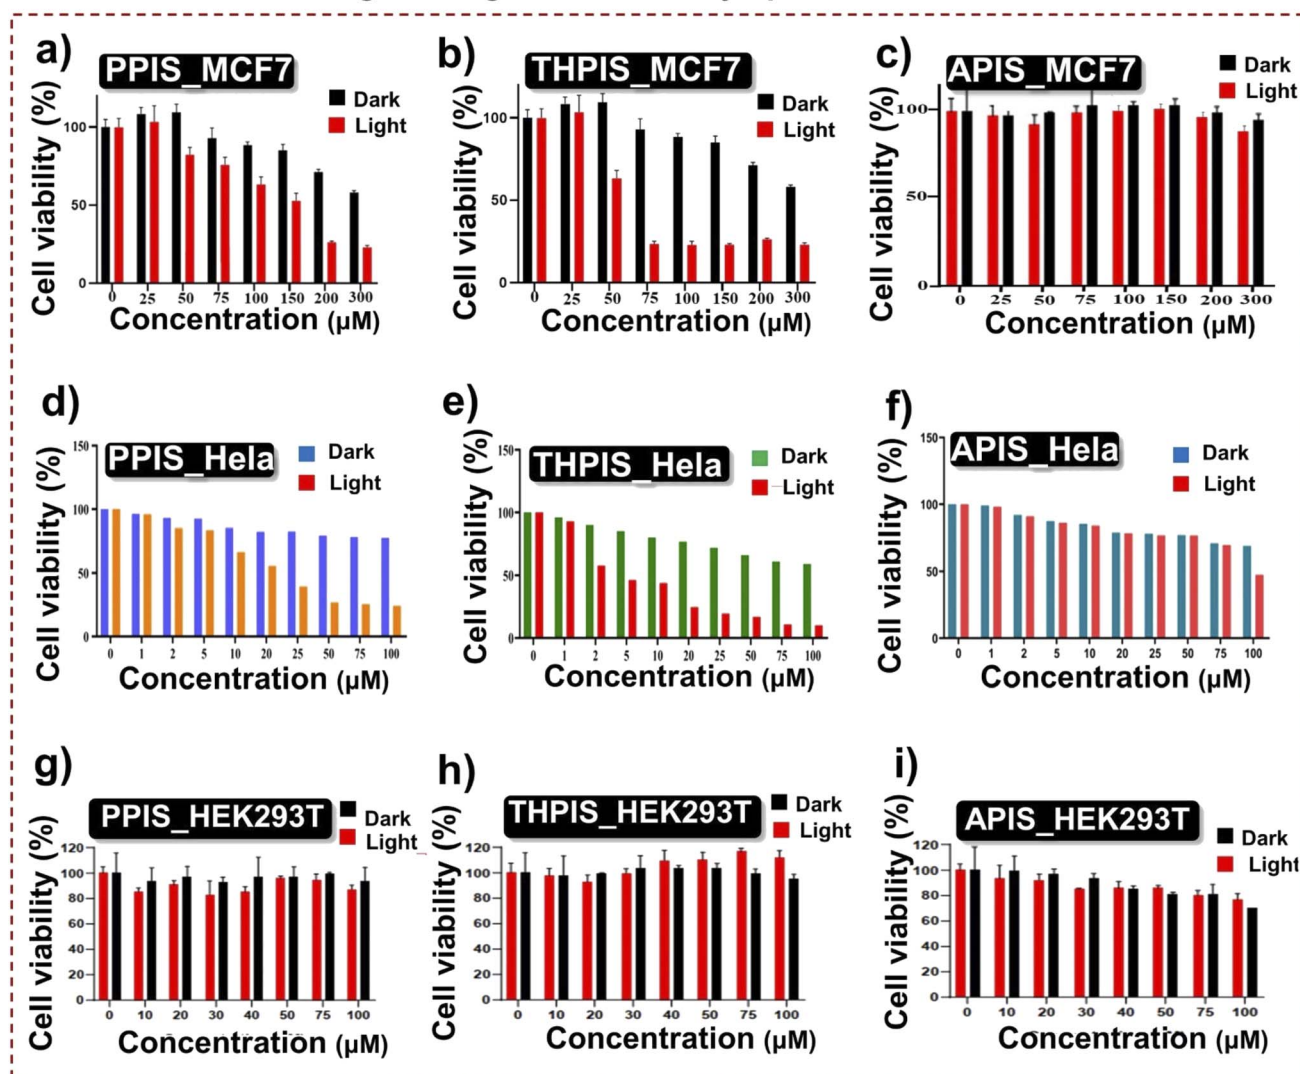 a)
PPIS_MCF7
Dark
Light
Cell viability (%)
100
50
0
0 25 50 75 100 150 200 300
Concentration (µM)
b)
THPIS_MCF7
Dark
Light
Cell viability (%)
100
50
0
0 25 50 75 100 150 200 300
Concentration (µM)
c)
APIS_MCF7
Dark
Light
Cell viability (%)
100
50
0
0 25 50 75 100 150 200 300
Concentration (µM)
d)
PPIS_Hela
Dark
Light
Cell viability (%)
150
100
50
0
0 1 2 5 10 20 25 50 75 100
Concentration (µM)
e)
THPIS_Hela
Dark
Light
Cell viability (%)
150
100
50
0
0 1 2 5 10 20 25 50 75 100
Concentration (µM)
f)
APIS_Hela
Dark
Light
Cell viability (%)
150
100
50
0
0 1 2 5 10 20 25 50 75 100
Concentration (µM)
g)
PPIS_HEK293T
Dark
Light
Cell viability (%)
120
100
80
60
40
20
0
0 10 20 30 40 50 75 100
Concentration (µM)
h)
THPIS_HEK293T
Dark
Light
Cell viability (%)
120
100
80
60
40
20
0
0 10 20 30 40 50 75 100
Concentration (µM)
i)
APIS_HEK293T
Dark
Light
Cell viability (%)
120
100
80
60
40
20
0
0 10 20 30 40 50 75 100
Concentration (µM)